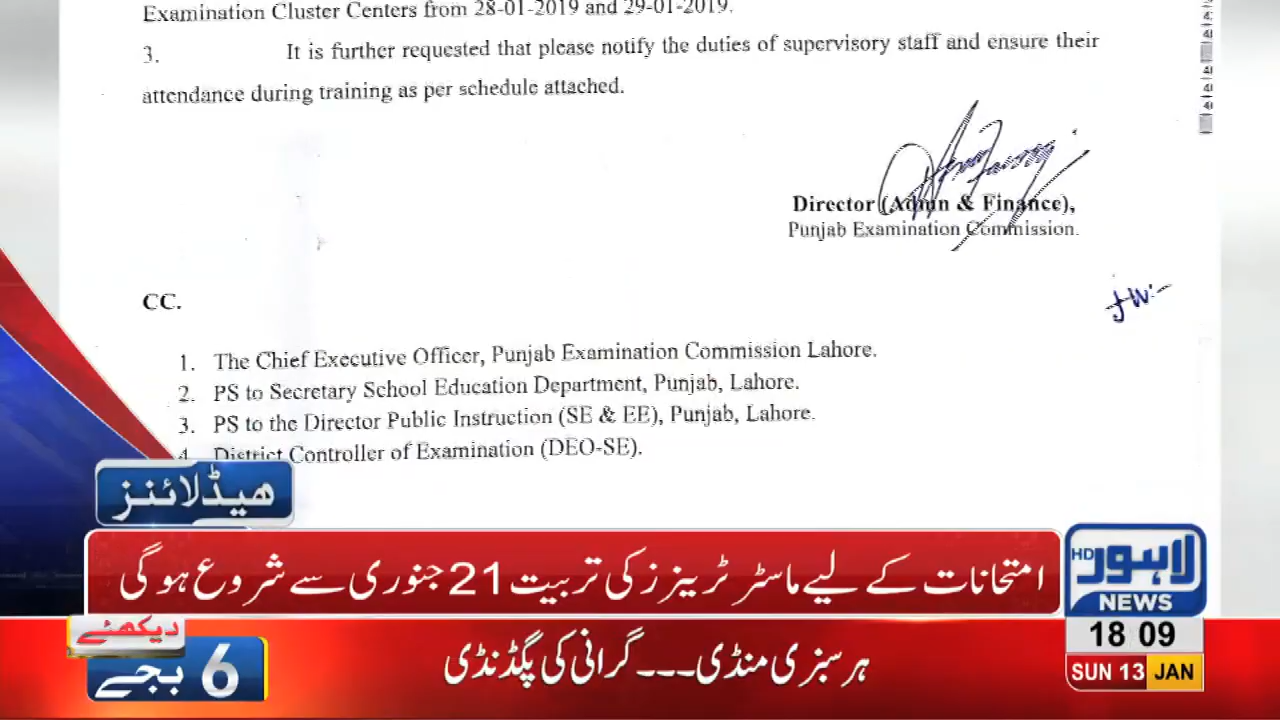 Examination Cluster Centers from 28-01-2019 and 29-01-2019.
3. It is further requested that please notify the duties of supervisory staff and ensure their
attendance during training as per schedule attached.
Director (Admn & Finance),
Punjab Examination Commission.
CC.
1. The Chief Executive Officer, Punjab Examination Commission Lahore.
2. PS to Secretary School Education Department, Punjab, Lahore.
3. PS to the Director Public Instruction (SE & EE), Punjab, Lahore.
4. District Controller of Examination (DEO-SE).
ھیڈلائنز
امتحانات کے لیے ماسٹر ٹرینرز کی تربیت 21 جنوری سے شروع ہوگی
لاہور HD
NEWS
18 09
SUN 13 JAN
دیکھئے
6 بجے
ہر سبزی منڈی ۔۔۔ گرانی کی پگڈنڈی